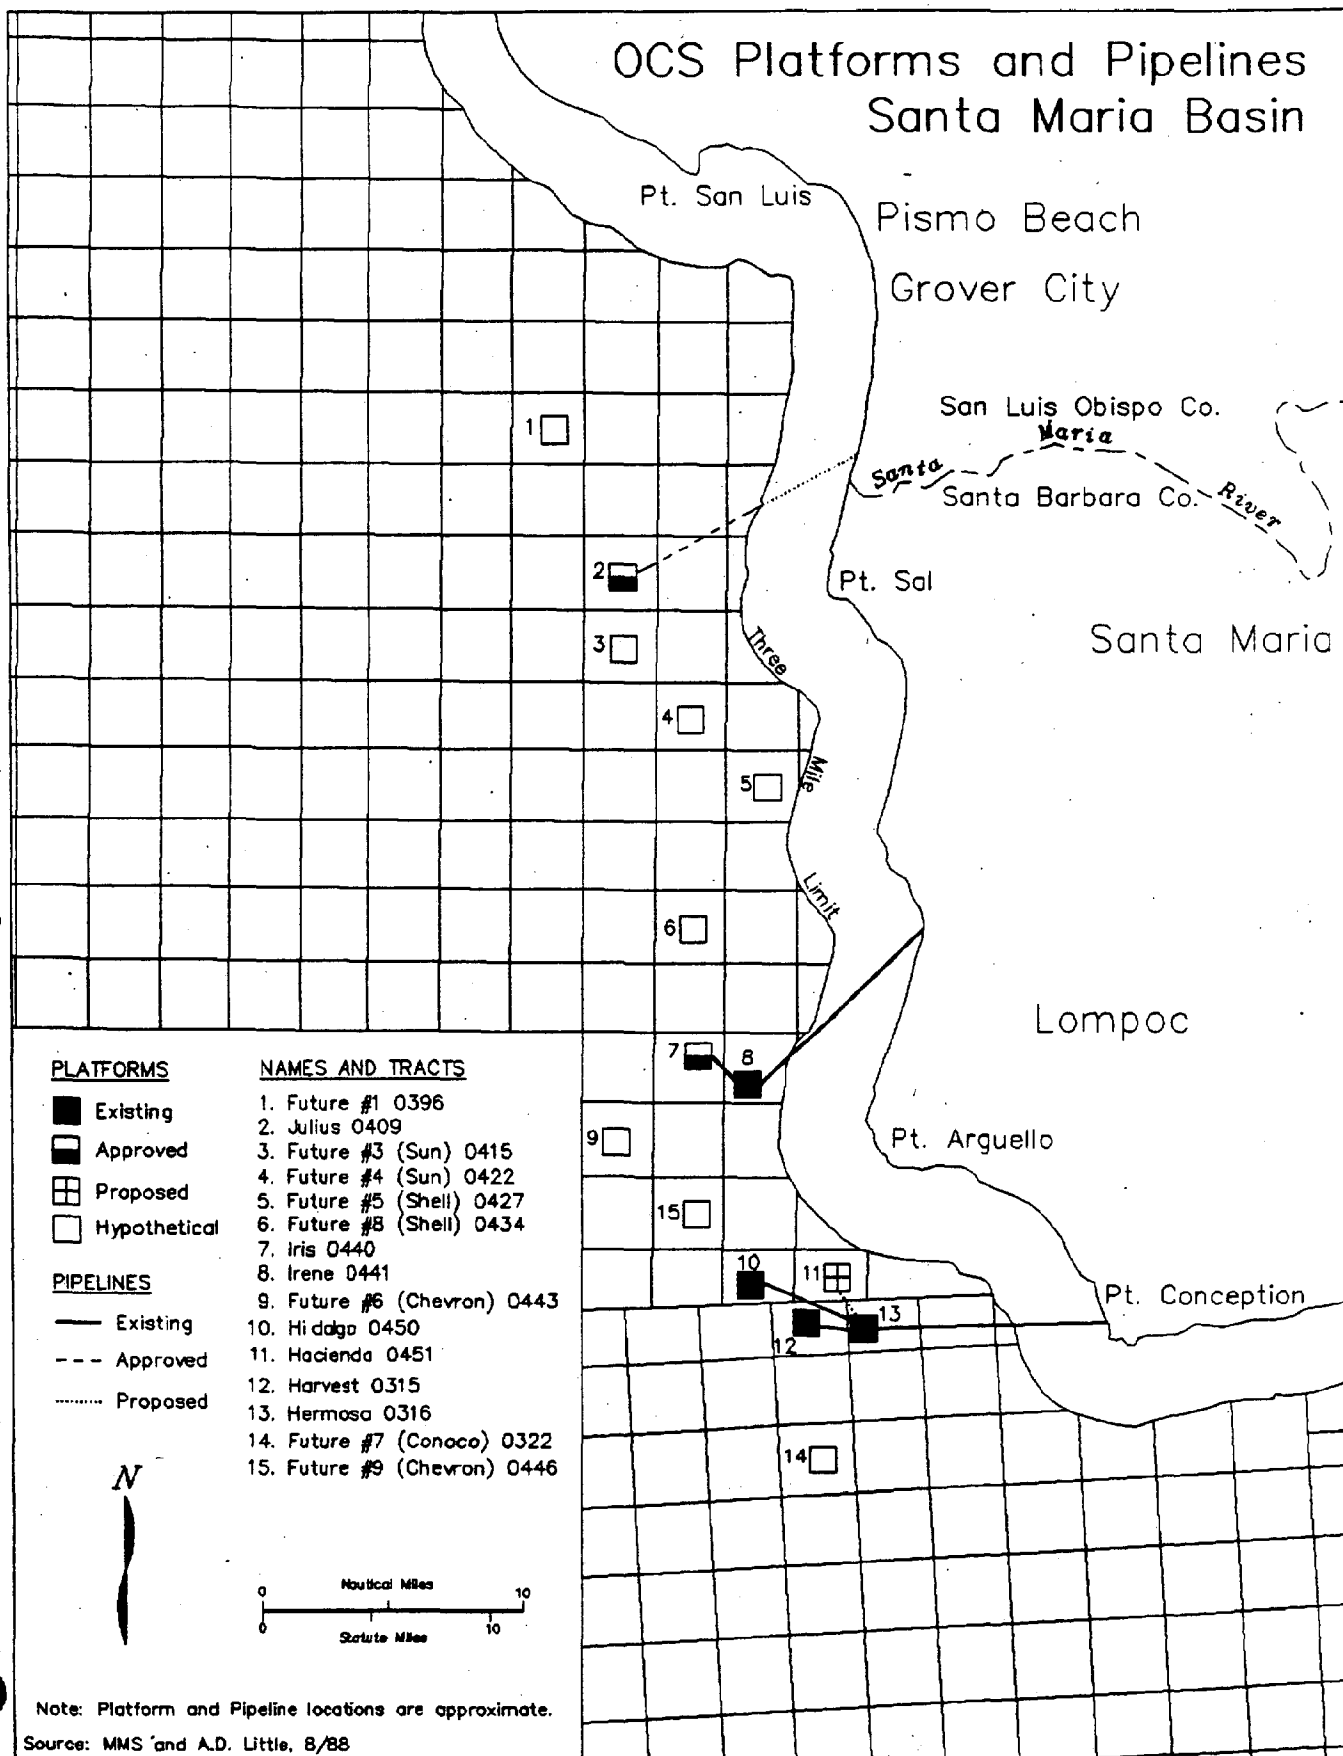 OCS Platforms and Pipelines
Santa Maria Basin
Pt. San Luis
Pismo Beach
Grover City
San Luis Obispo Co.
Santa Maria River
Santa Barbara Co.
1
2
Pt. Sal
3
Three Mile Limit
Santa Maria
4
5
6
Lompoc
7
8
9
Pt. Arguello
15
10
11
Pt. Conception
13
12
14
PLATFORMS
Existing
Approved
Proposed
Hypothetical
PIPELINES
Existing
Approved
Proposed
NAMES AND TRACTS
1. Future #1 0396
2. Julius 0409
3. Future #3 (Sun) 0415
4. Future #4 (Sun) 0422
5. Future #5 (Shell) 0427
6. Future #8 (Shell) 0434
7. Iris 0440
8. Irene 0441
9. Future #6 (Chevron) 0443
10. Hidalgo 0450
11. Hacienda 0451
12. Harvest 0315
13. Hermosa 0316
14. Future #7 (Conoco) 0322
15. Future #9 (Chevron) 0446
N
0 Nautical Miles 10
0 Statute Miles 10
Note: Platform and Pipeline locations are approximate.
Source: MMS and A.D. Little, 8/88